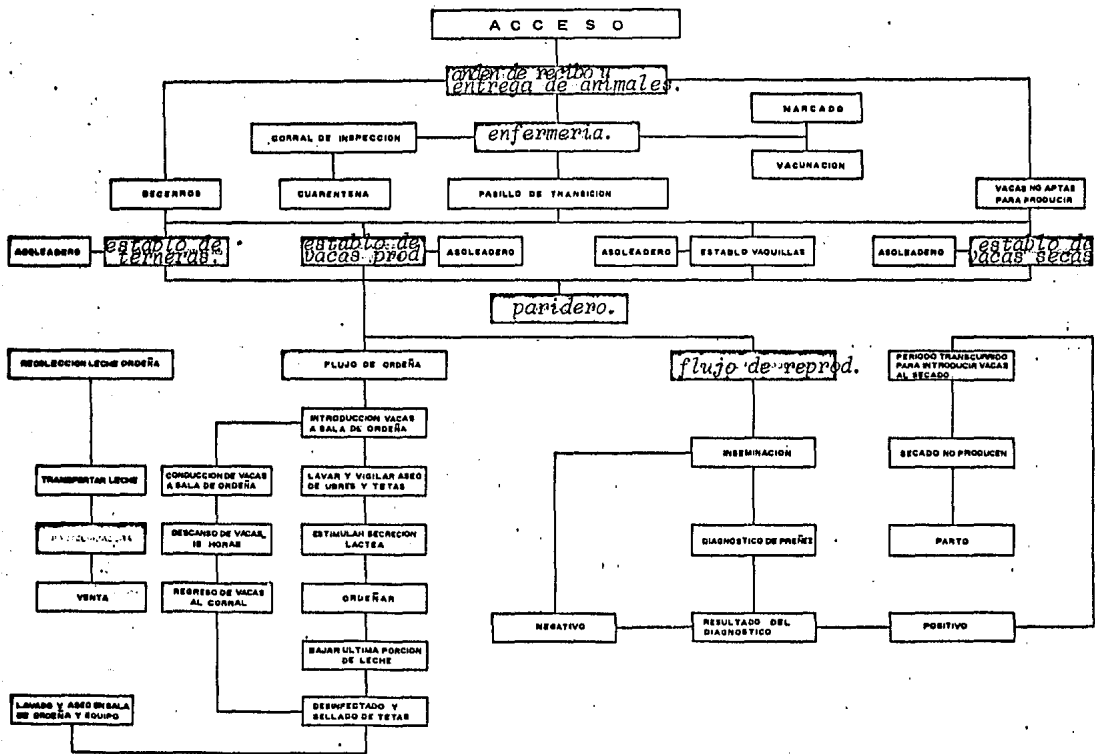 ACCESO
anden de recibo y
entrega de animales.
MARCADO
CORRAL DE INSPECCION
enfermeria.
VACUNACION
BECERROS
CUARENTENA
PASILLO DE TRANSICION
VACAS NO APTAS
PARA PRODUCIR
ASOLEADERO
establo de
terneras.
establo de
vacas prod
ASOLEADERO
ASOLEADERO
ESTABLO VAQUILLAS
ASOLEADERO
establo de
vacas secas
paridero.
RECOLECCION LECHE ORDEÑA
FLUJO DE ORDEÑA
flujo de reprod.
PERIODO TRANSCURRIDO
PARA INTRODUCIR VACAS
AL SECADO
INTRODUCCION VACAS
A SALA DE ORDEÑA
INSEMINACION
SECADO NO PRODUCEN
TRANSPORTAR LECHE
CONDUCCION DE VACAS
A SALA DE ORDEÑA
LAVAR Y VIGILAR ASEO
DE UBRES Y TETAS
DESCANSO DE VACAS,
HORAS
ESTIMULAR SECRECION
LACTEA
DIAGNOSTICO DE PREÑEZ
PARTO
VENTA
REGRESO DE VACAS
AL CORRAL
ORDEÑAR
NEGATIVO
RESULTADO DEL
DIAGNOSTICO
POSITIVO
BAJAR ULTIMA PORCION
DE LECHE
LAVADO Y ASEO EN SALA
DE ORDEÑA Y EQUIPO
DESINFECTADO Y
SELLADO DE TETAS